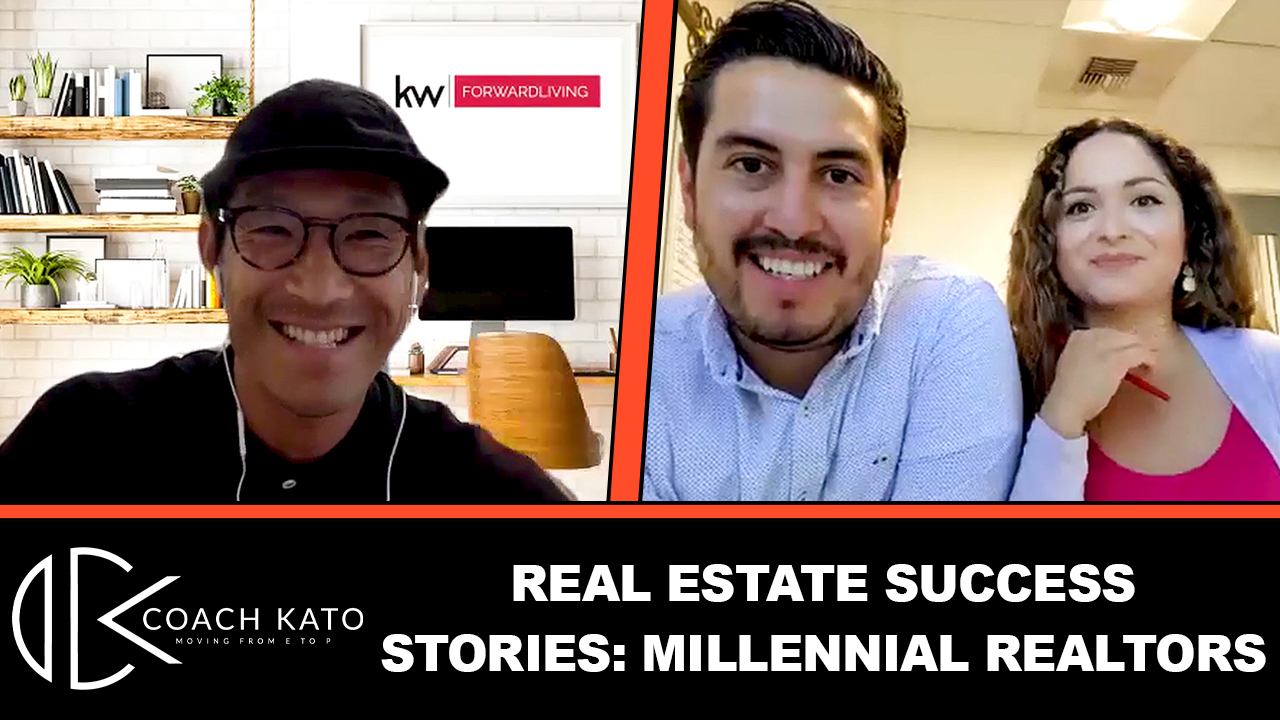 kw FORWARDLIVING
COACH KATO
MOVING FROM E TO P
REAL ESTATE SUCCESS
STORIES: MILLENNIAL REALTORS